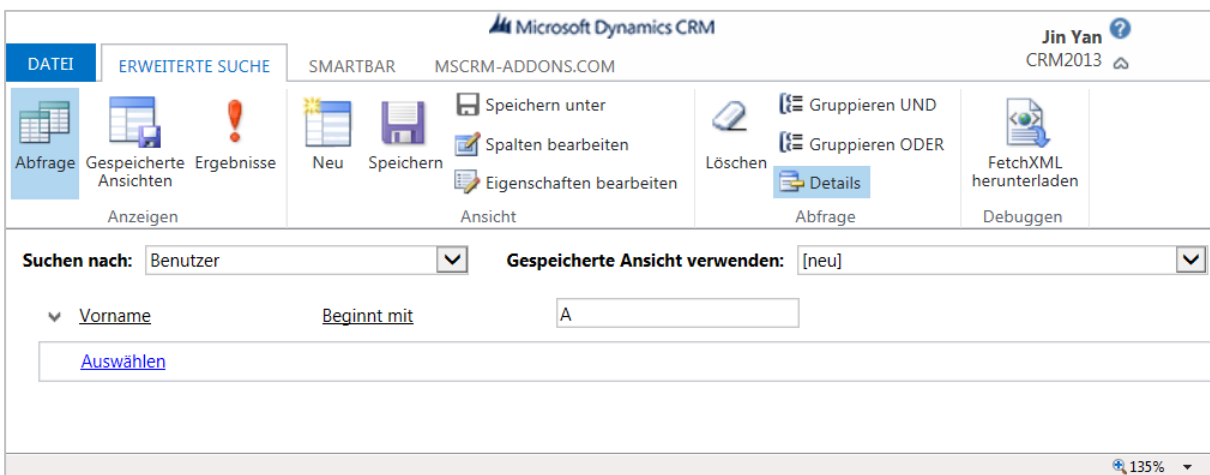 Microsoft Dynamics CRM
Jin Yan
CRM2013
DATEI ERWEITERTE SUCHE SMARTBAR MSCRM-ADDONS.COM
Abfrage
Gespeicherte Ansichten
Ergebnisse
Anzeigen
Neu
Speichern
Speichern unter
Spalten bearbeiten
Eigenschaften bearbeiten
Ansicht
Löschen
Gruppieren UND
Gruppieren ODER
Details
Abfrage
FetchXML
herunterladen
Debuggen
Suchen nach: Benutzer Gespeicherte Ansicht verwenden: [neu]
Vorname Beginnt mit A
Auswählen
135%